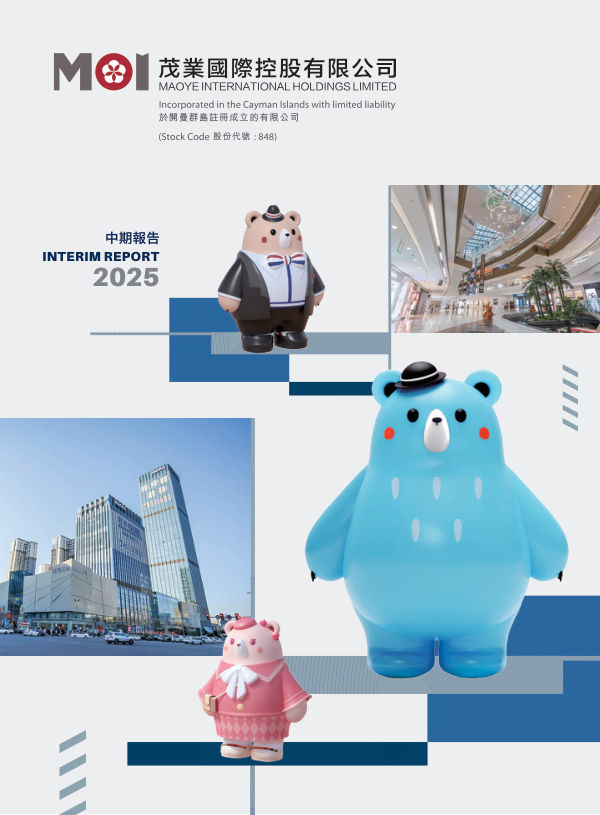 MOI
茂業國際控股有限公司
MAOYE INTERNATIONAL HOLDINGS LIMITED
Incorporated in the Cayman Islands with limited liability
於開曼群島註冊成立的有限公司
(Stock Code 股份代號 : 848)
中期報告
INTERIM REPORT
2025